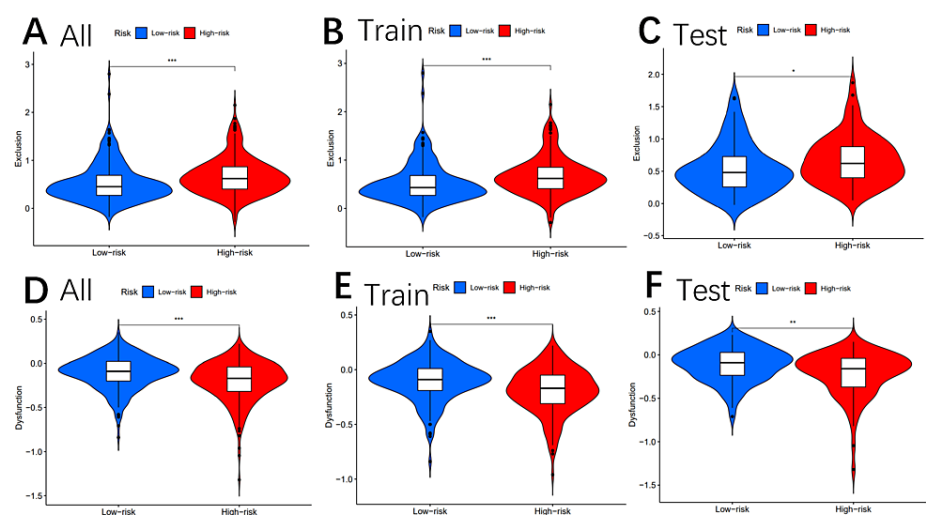 A All
Risk Low-risk High-risk
***
Exclusion
3
2
1
0
Low-risk High-risk
B Train
Risk Low-risk High-risk
***
Exclusion
3
2
1
0
Low-risk High-risk
C Test
Risk Low-risk High-risk
*
Exclusion
2.0
1.5
1.0
0.5
0.0
−0.5
Low-risk High-risk
D All
Risk Low-risk High-risk
***
Dysfunction
0.5
0.0
−0.5
−1.0
−1.5
Low-risk High-risk
E Train
Risk Low-risk High-risk
***
Dysfunction
0.5
0.0
−0.5
−1.0
Low-risk High-risk
F Test
Risk Low-risk High-risk
**
Dysfunction
0.5
0.0
−0.5
−1.0
−1.5
Low-risk High-risk